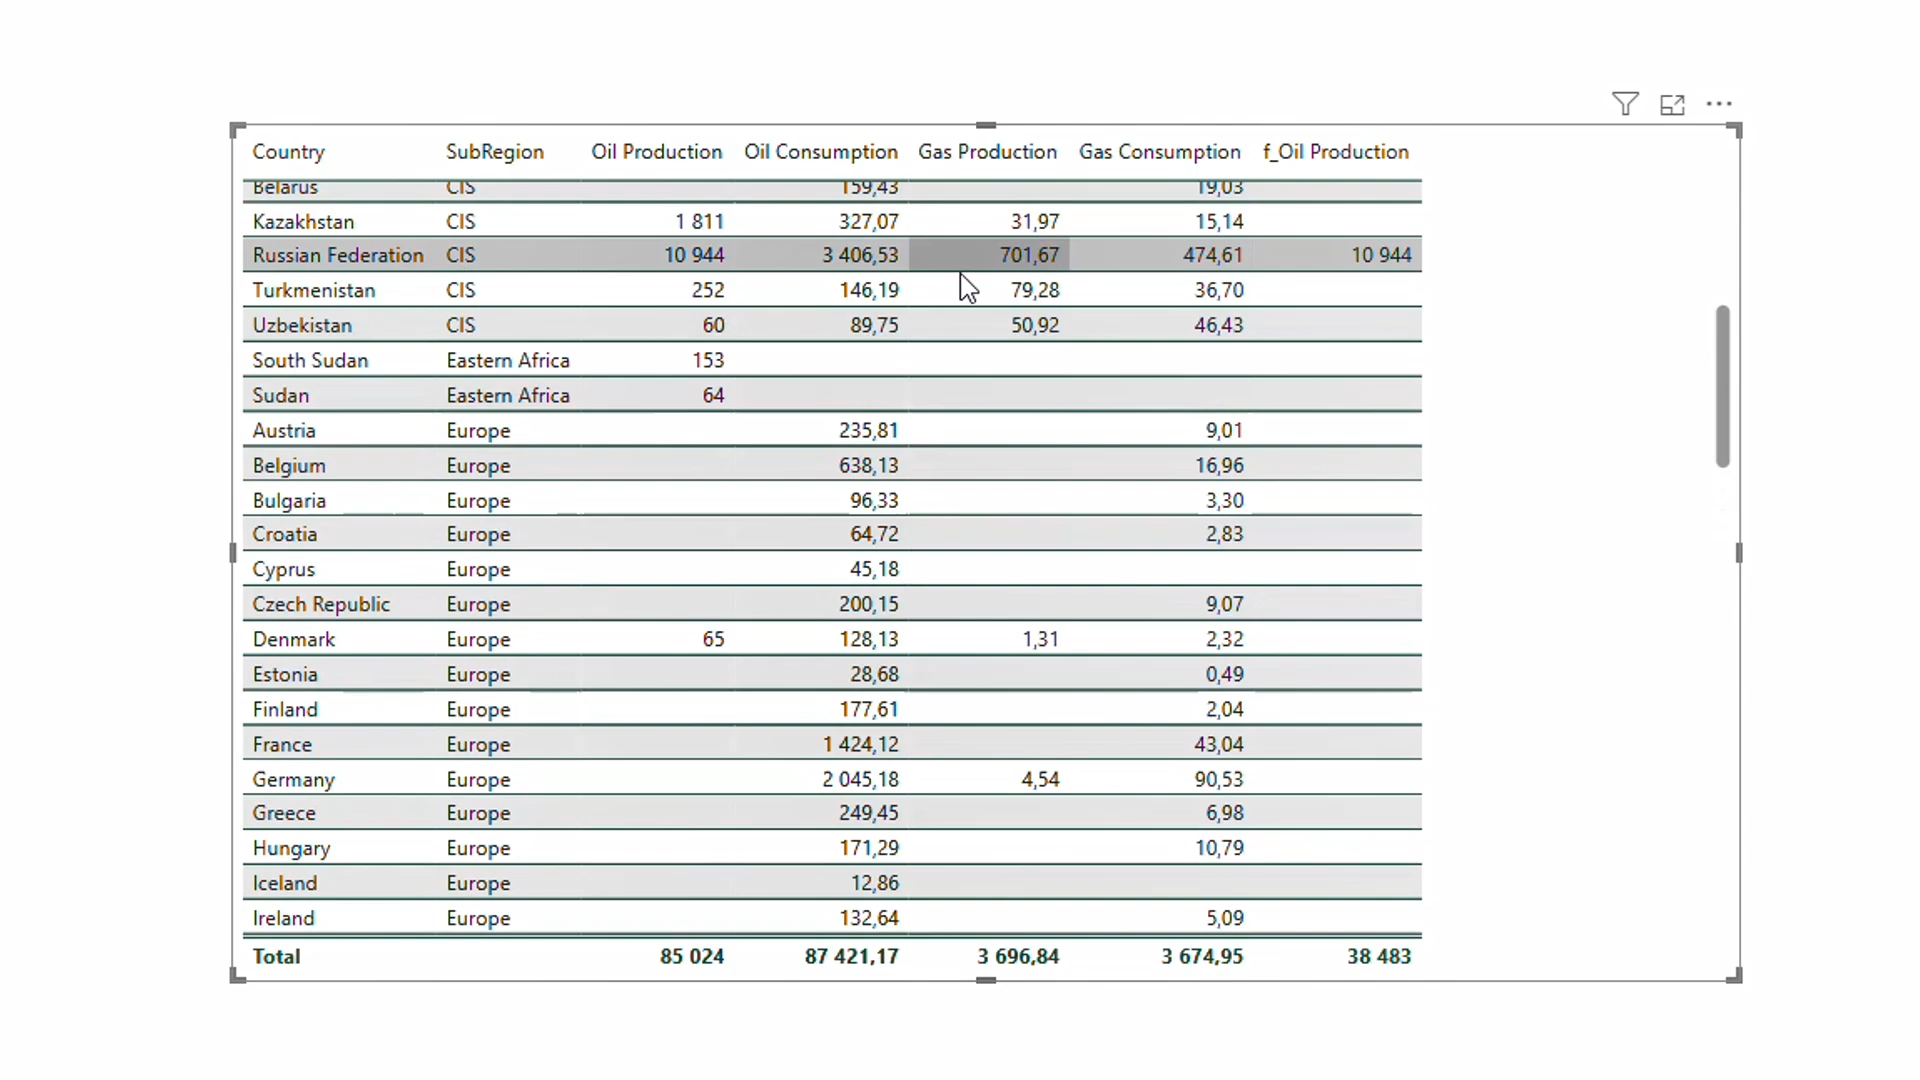 Country SubRegion Oil Production Oil Consumption Gas Production Gas Consumption f_Oil Production
Belarus CIS 159,43 19,03
Kazakhstan CIS 1 811 327,07 31,97 15,14
Russian Federation CIS 10 944 3 406,53 701,67 474,61 10 944
Turkmenistan CIS 252 146,19 79,28 36,70
Uzbekistan CIS 60 89,75 50,92 46,43
South Sudan Eastern Africa 153
Sudan Eastern Africa 64
Austria Europe 235,81 9,01
Belgium Europe 638,13 16,96
Bulgaria Europe 96,33 3,30
Croatia Europe 64,72 2,83
Cyprus Europe 45,18
Czech Republic Europe 200,15 9,07
Denmark Europe 65 128,13 1,31 2,32
Estonia Europe 28,68 0,49
Finland Europe 177,61 2,04
France Europe 1 424,12 43,04
Germany Europe 2 045,18 4,54 90,53
Greece Europe 249,45 6,98
Hungary Europe 171,29 10,79
Iceland Europe 12,86
Ireland Europe 132,64 5,09
Total 85 024 87 421,17 3 696,84 3 674,95 38 483